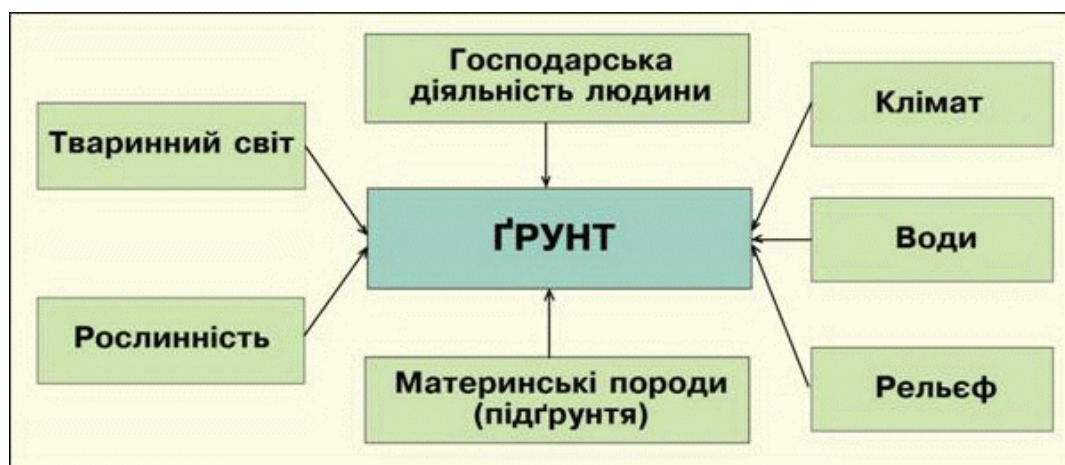 Господарська
діяльність людини
Тваринний світ
Клімат
ҐРУНТ
Води
Рослинність
Материнські породи
(підґрунтя)
Рельєф